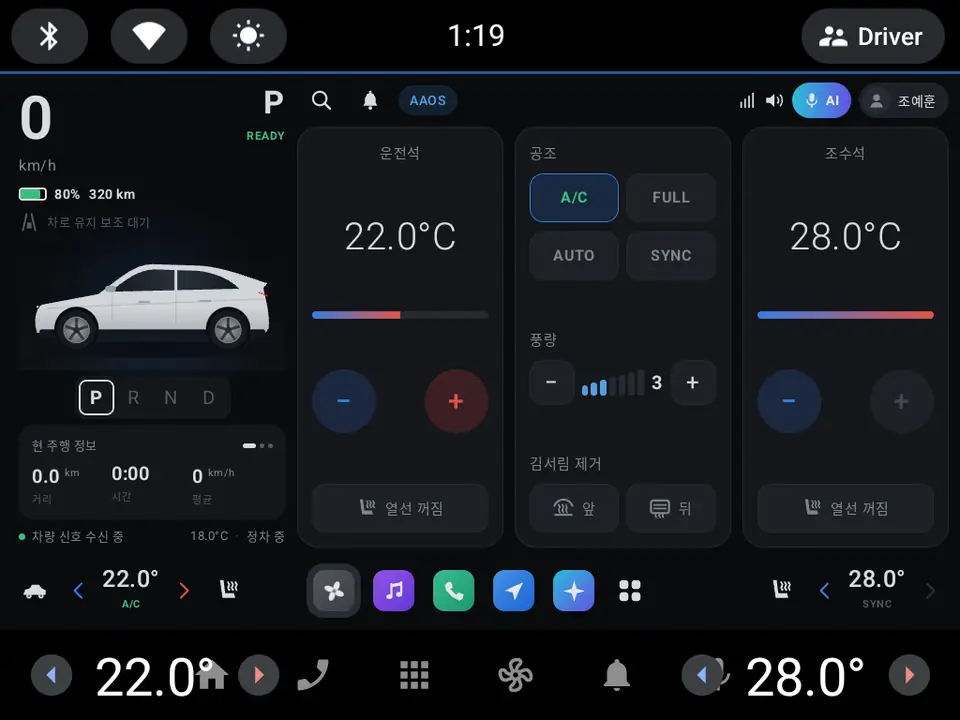 1:19
Driver
0
P
READY
km/h
80% 320 km
차로 유지 보조 대기
P R N D
현 주행 정보
0.0 km 0:00 0 km/h
거리 시간 평균
차량 신호 수신 중 18.0°C · 정차 중
AAOS
AI
조예훈
운전석
22.0°C
− +
열선 꺼짐
공조
A/C FULL
AUTO SYNC
풍량
− 3 +
김서림 제거
앞 뒤
조수석
28.0°C
− +
열선 꺼짐
22.0°
A/C
28.0°
SYNC
22.0°
28.0°